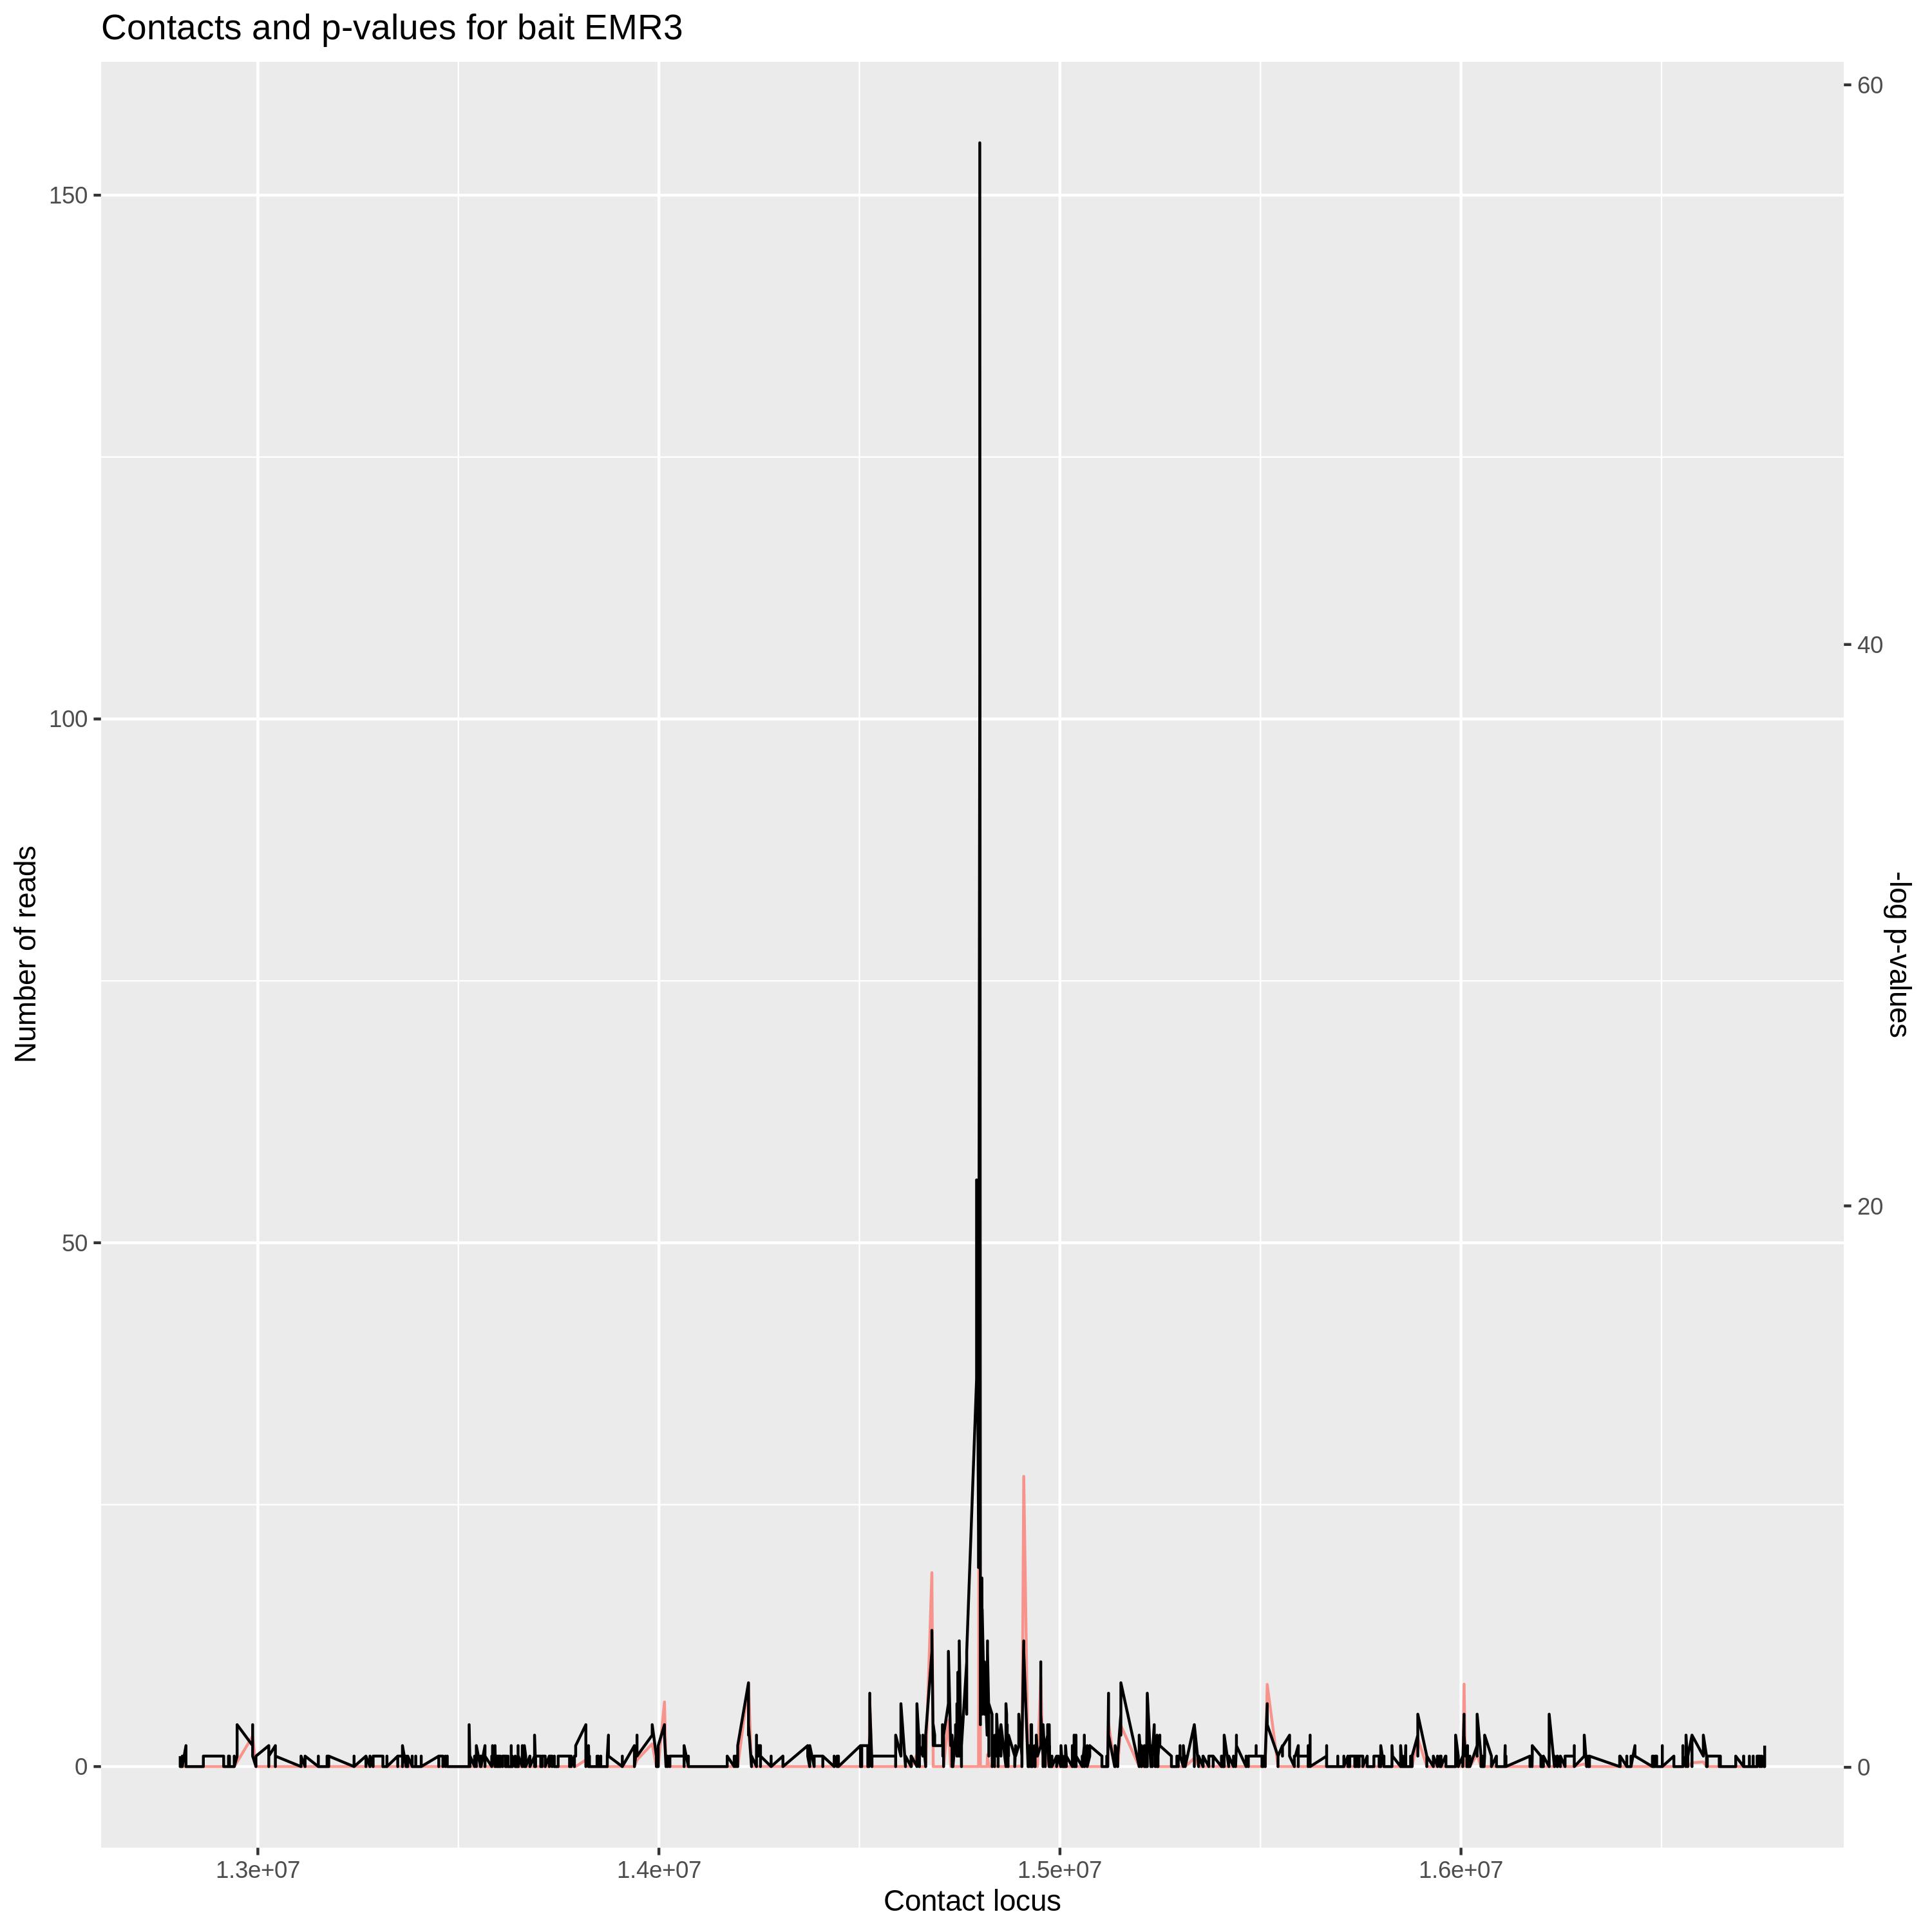 Contacts and p-values for bait EMR3
60
150
40
100
Number of reads
-log p-values
20
50
0
0
1.3e+07
1.4e+07
1.5e+07
1.6e+07
Contact locus